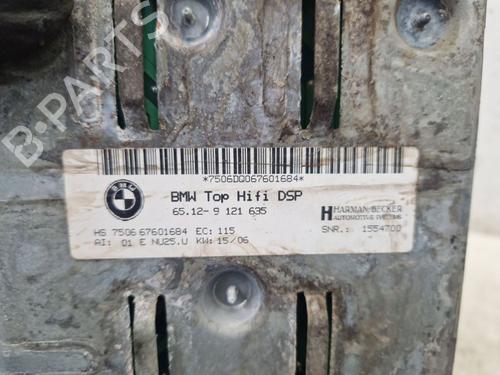 B-PARTS
*7506DQ067601684*
BMW
BMW Top Hifi DSP
65.12- 9 121 635
HARMAN BECKER
AUTOMOTIVE SYSTEMS
HS 7506 67601684 EC: 115
SNR.: 1554700
AI: 01 E NU25.U KW: 15/06